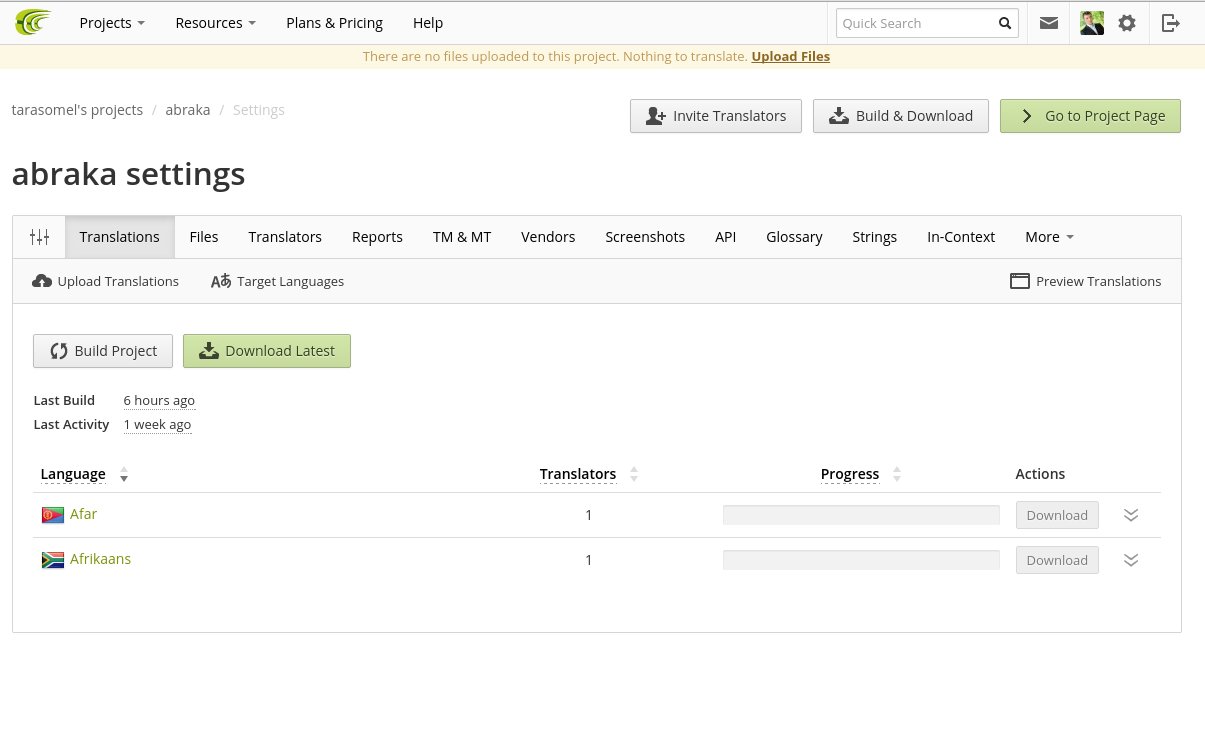 Projects Resources Plans & Pricing Help Quick Search
There are no files uploaded to this project. Nothing to translate. Upload Files
tarasomel's projects / abraka / Settings
Invite Translators Build & Download Go to Project Page
abraka settings
Translations Files Translators Reports TM & MT Vendors Screenshots API Glossary Strings In-Context More
Upload Translations Aあ Target Languages Preview Translations
Build Project Download Latest
Last Build 6 hours ago
Last Activity 1 week ago
Language Translators Progress Actions
Afar 1 Download
Afrikaans 1 Download